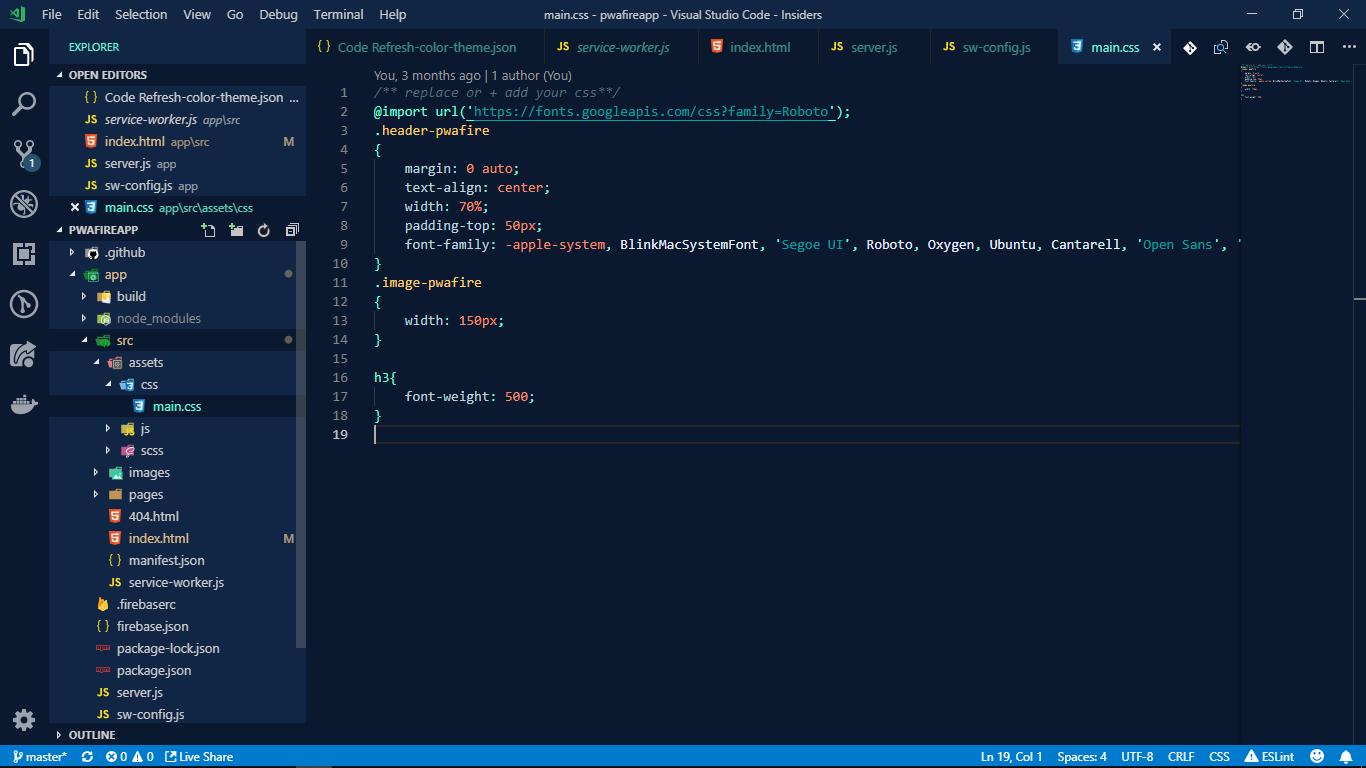 File Edit Selection View Go Debug Terminal Help
main.css - pwafireapp - Visual Studio Code - Insiders
EXPLORER
OPEN EDITORS
{ } Code Refresh-color-theme.json ...
JS service-worker.js app\src
index.html app\src M
JS server.js app
JS sw-config.js app
main.css app\src\assets\css
1
PWAFIREAPP
.github
app
build
node_modules
src
assets
css
main.css
JS js
scss
images
pages
404.html
index.html M
{ } manifest.json
JS service-worker.js
.firebaserc
{ } firebase.json
package-lock.json
package.json
JS server.js
JS sw-config.js
OUTLINE
{ } Code Refresh-color-theme.json JS service-worker.js index.html JS server.js JS sw-config.js main.css
You, 3 months ago | 1 author (You)
1 /** replace or + add your css**/
2 @import url('https://fonts.googleapis.com/css?family=Roboto');
3 .header-pwafire
4 {
5 margin: 0 auto;
6 text-align: center;
7 width: 70%;
8 padding-top: 50px;
9 font-family: -apple-system, BlinkMacSystemFont, 'Segoe UI', Roboto, Oxygen, Ubuntu, Cantarell, 'Open Sans', '
10 }
11 .image-pwafire
12 {
13 width: 150px;
14 }
15
16 h3{
17 font-weight: 500;
18 }
19
master* 0 0 Live Share
Ln 19, Col 1 Spaces: 4 UTF-8 CRLF CSS ESLint